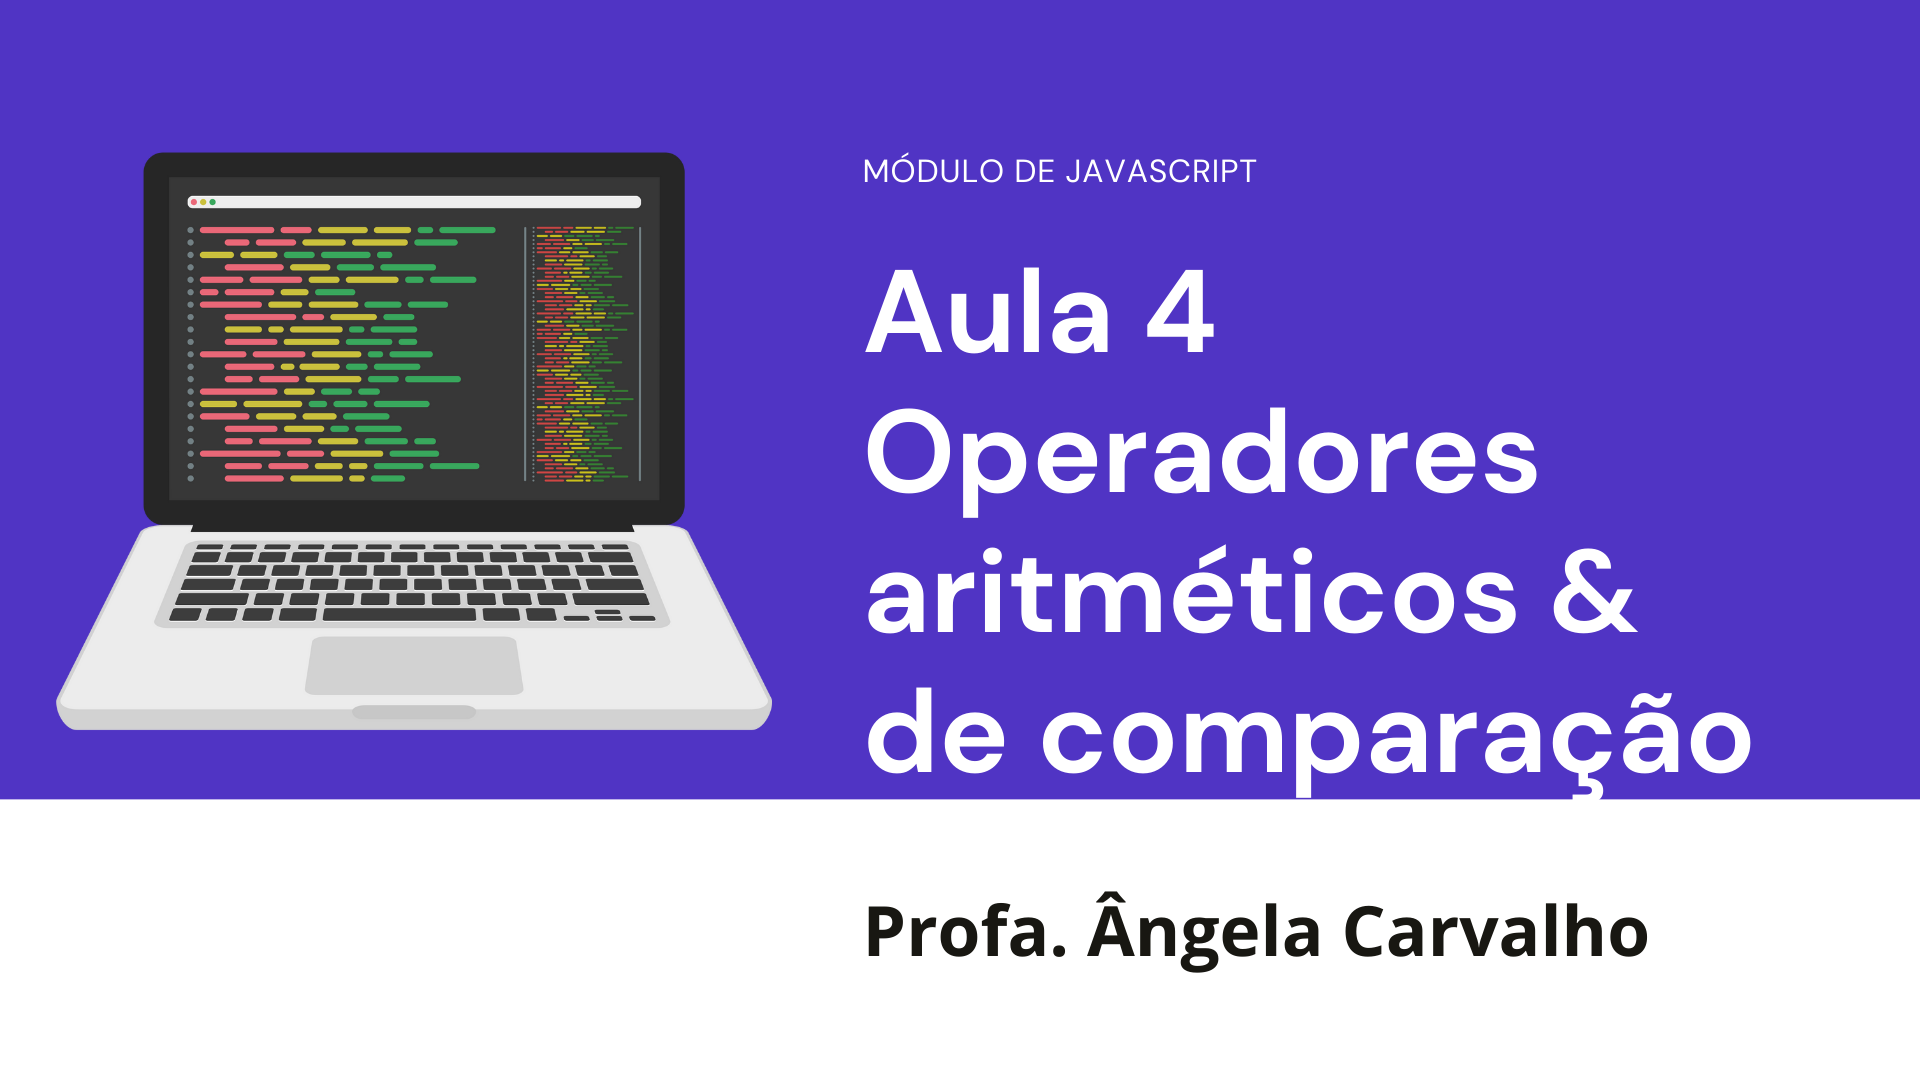 MÓDULO DE JAVASCRIPT
Aula 4
Operadores
aritméticos &
de comparação
Profa. Ângela Carvalho